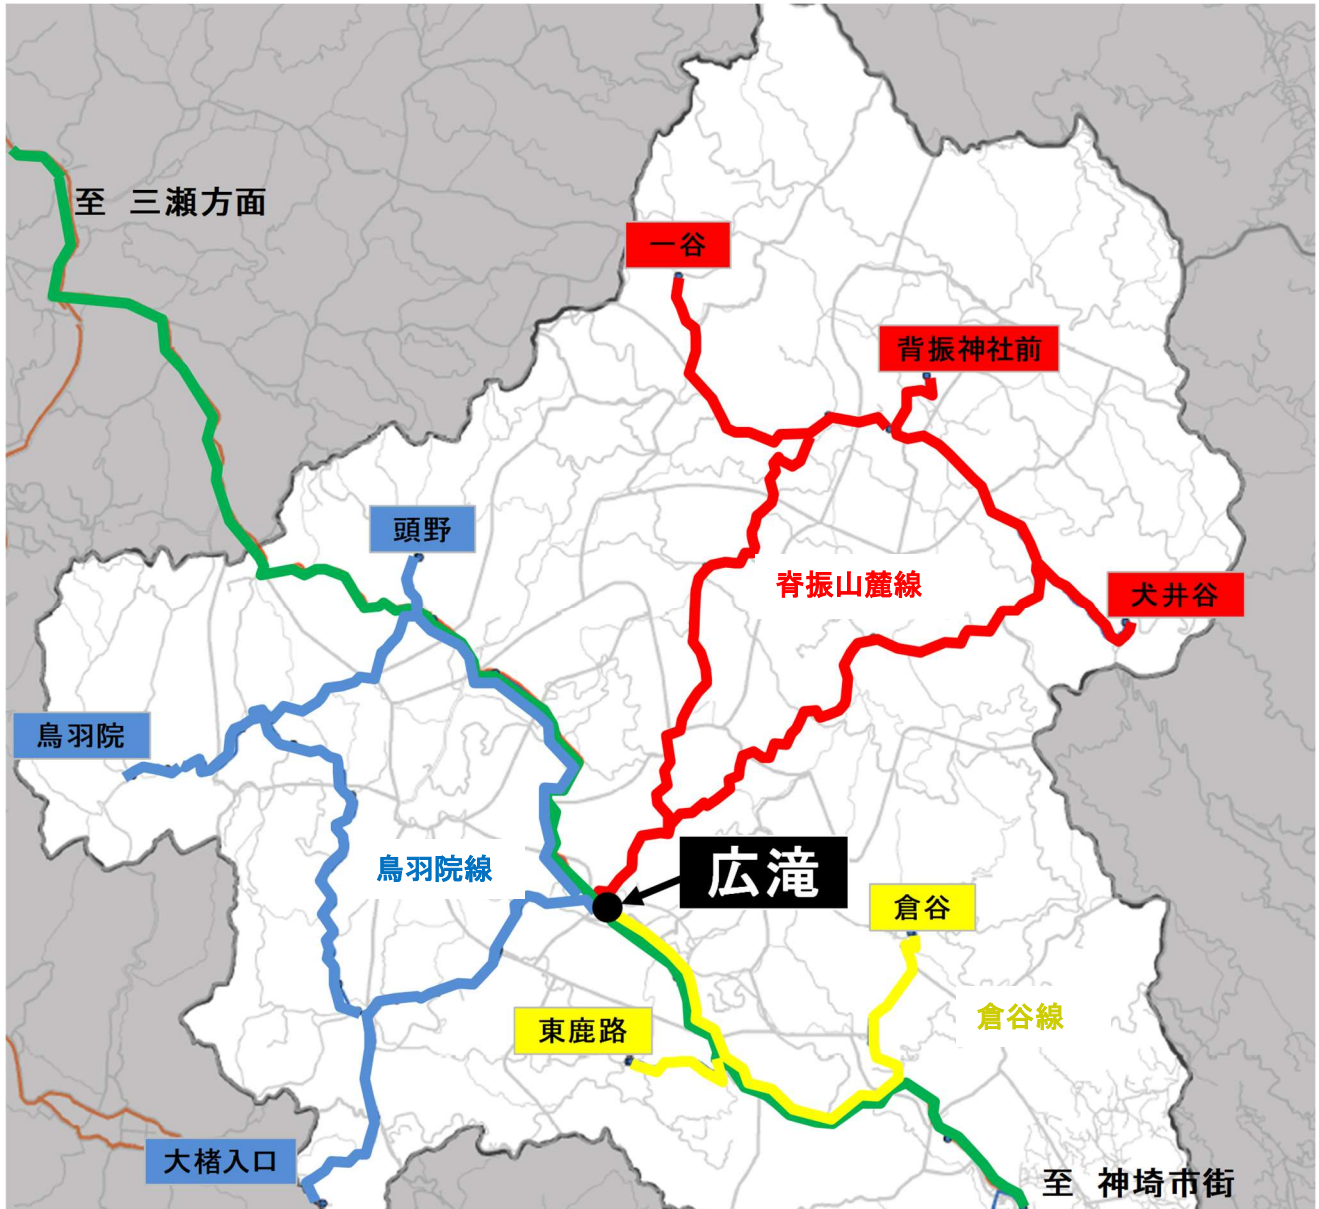 至 三瀬方面
一谷
背振神社前
頭野
脊振山麓線
犬井谷
鳥羽院
鳥羽院線
広滝
倉谷
倉谷線
東鹿路
大楮入口
至 神埼市街